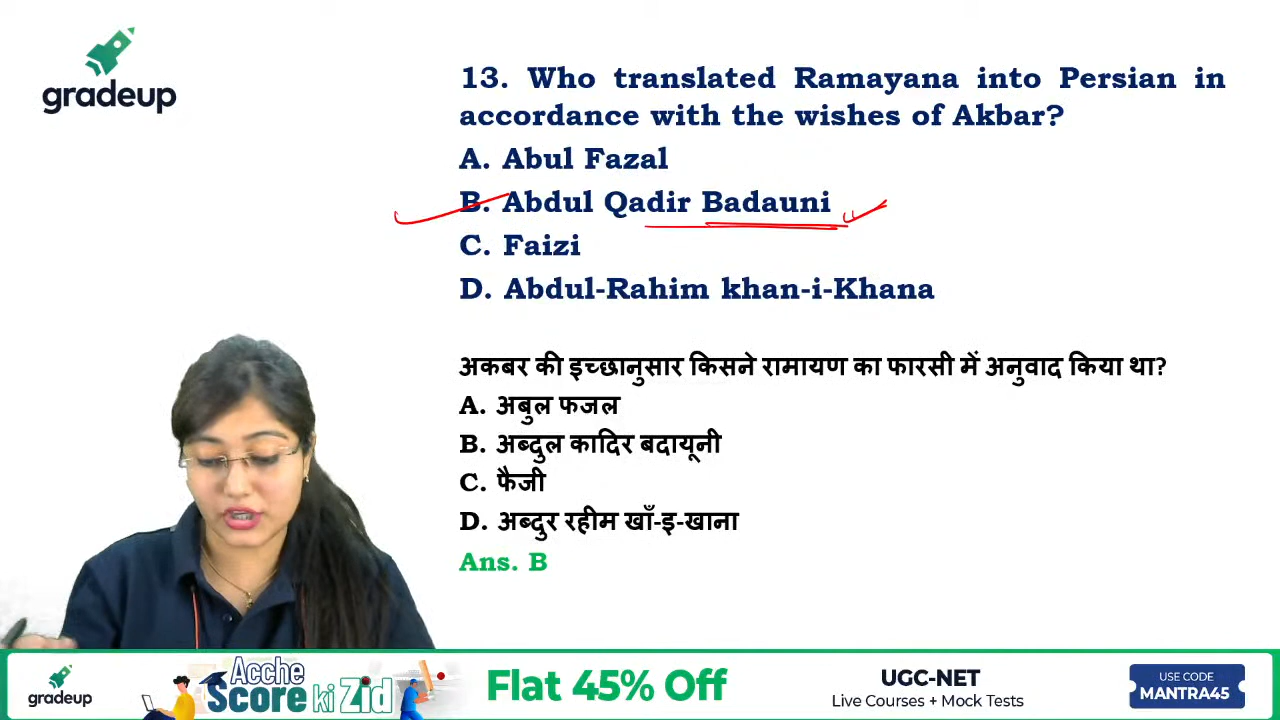 gradeup
13. Who translated Ramayana into Persian in
accordance with the wishes of Akbar?
A. Abul Fazal
B. Abdul Qadir Badauni
C. Faizi
D. Abdul-Rahim khan-i-Khana
अकबर की इच्छानुसार किसने रामायण का फारसी में अनुवाद किया था?
A. अबुल फजल
B. अब्दुल कादिर बदायूनी
C. फैजी
D. अब्दुर रहीम खाँ-इ-खाना
Ans. B
gradeup
Acche
Score ki Zid
Flat 45% Off
UGC-NET
Live Courses + Mock Tests
USE CODE
MANTRA45